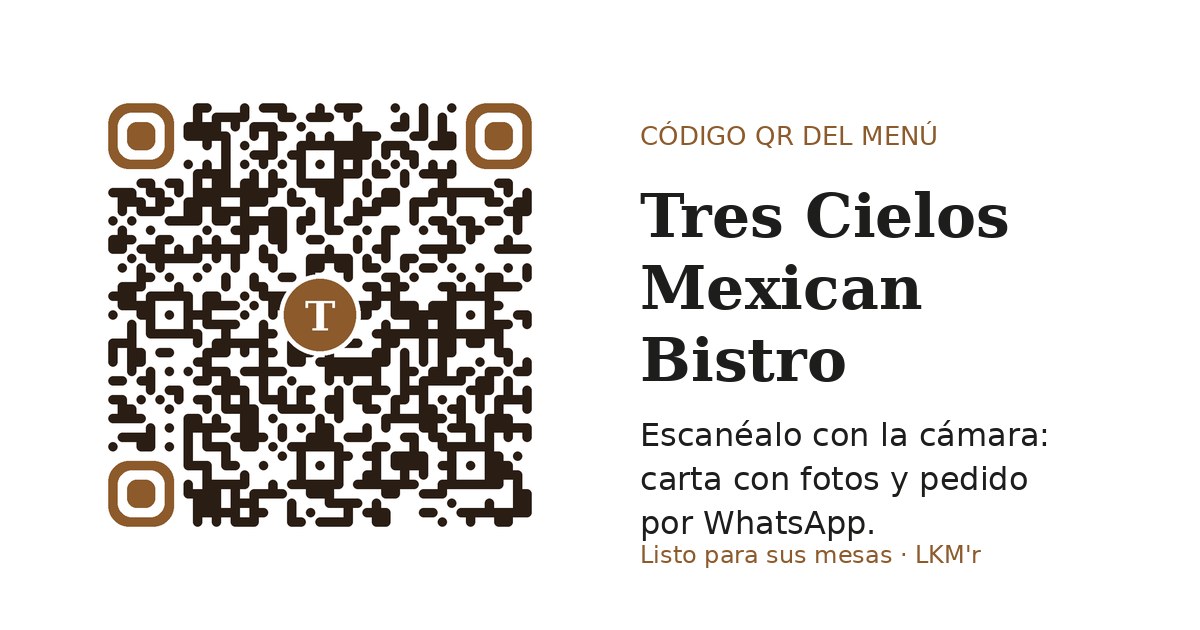 T
CÓDIGO QR DEL MENÚ
Tres Cielos
Mexican
Bistro
Escanéalo con la cámara:
carta con fotos y pedido
por WhatsApp.
Listo para sus mesas · LKM'r